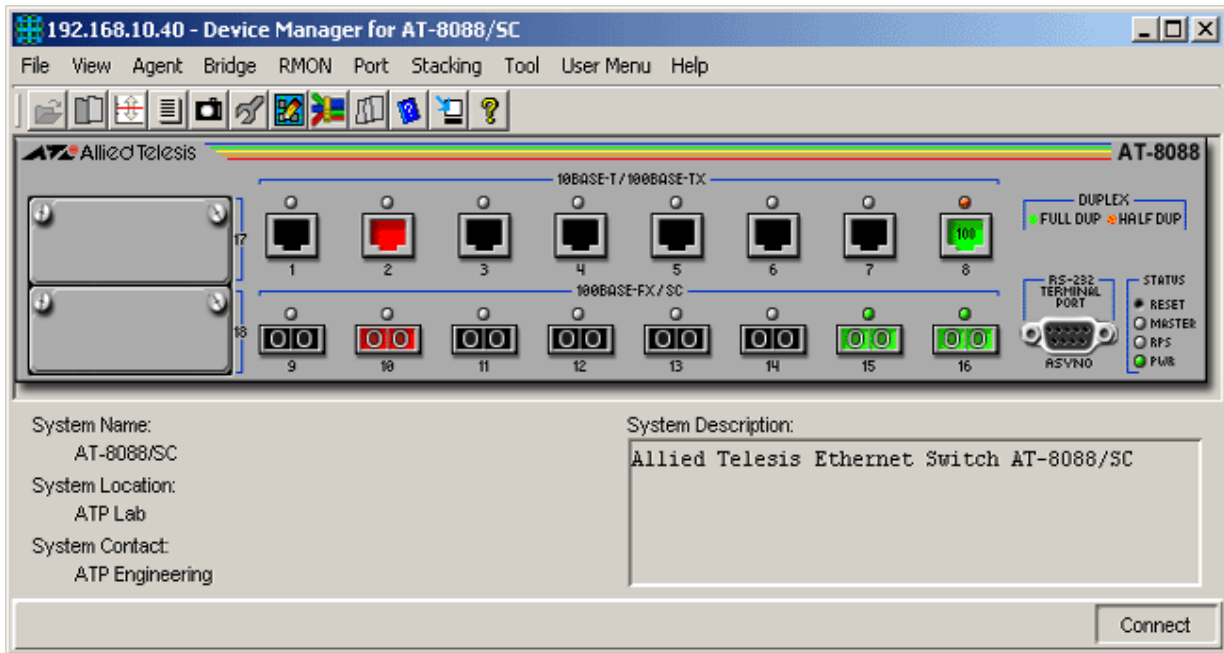 192.168.10.40 - Device Manager for AT-8088/SC
File View Agent Bridge RMON Port Stacking Tool User Menu Help
Allied Telesis
AT-8088
10BASE-T/100BASE-TX
DUPLEX
FULL DUP HALF DUP
17
1 2 3 4 5 6 7 8
100
100BASE-FX/SC
RS-232
TERMINAL
PORT
STATUS
RESET
MASTER
RPS
PWR
18
9 10 11 12 13 14 15 16
ASYNO
System Name:
AT-8088/SC
System Location:
ATP Lab
System Contact:
ATP Engineering
System Description:
Allied Telesis Ethernet Switch AT-8088/SC
Connect